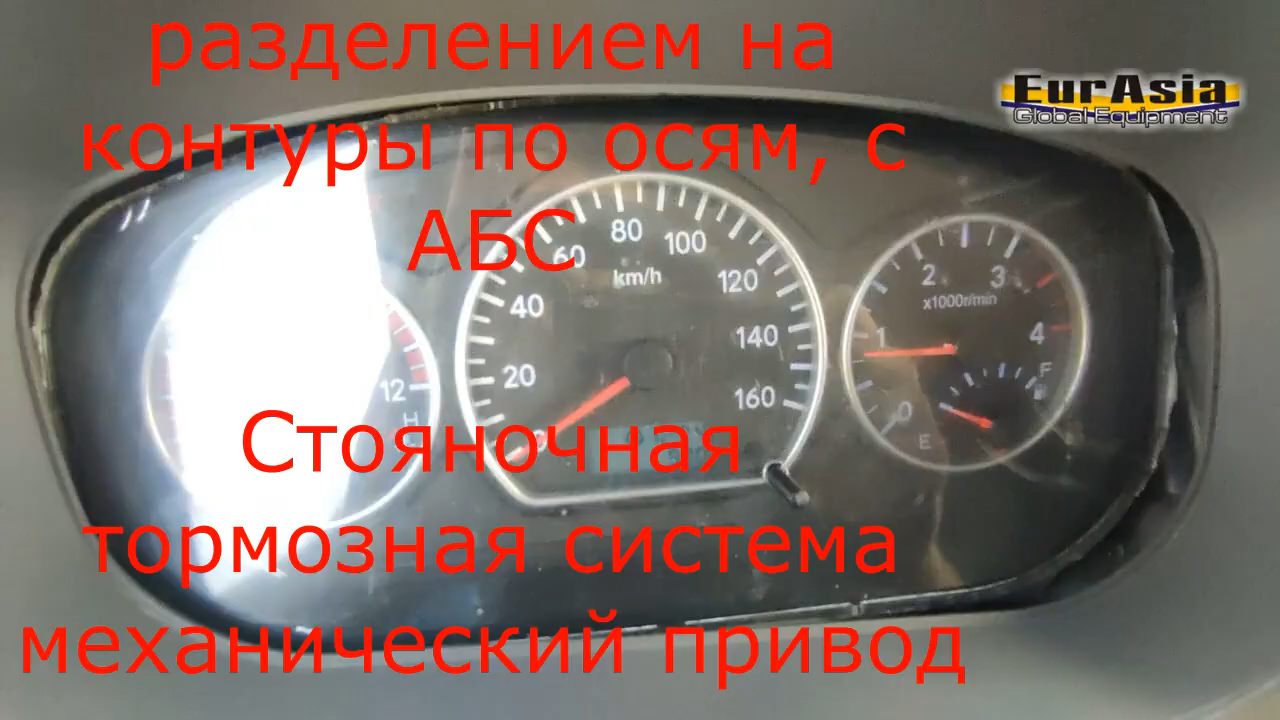 разделением на
контуры по осям, с
АБС
Стояночная
тормозная система
механический привод
EurAsia
Global Equipment
80
60
100
km/h
40
120
20
140
160
0
2
3
x1000r/min
1
4
0
F
E
12
H